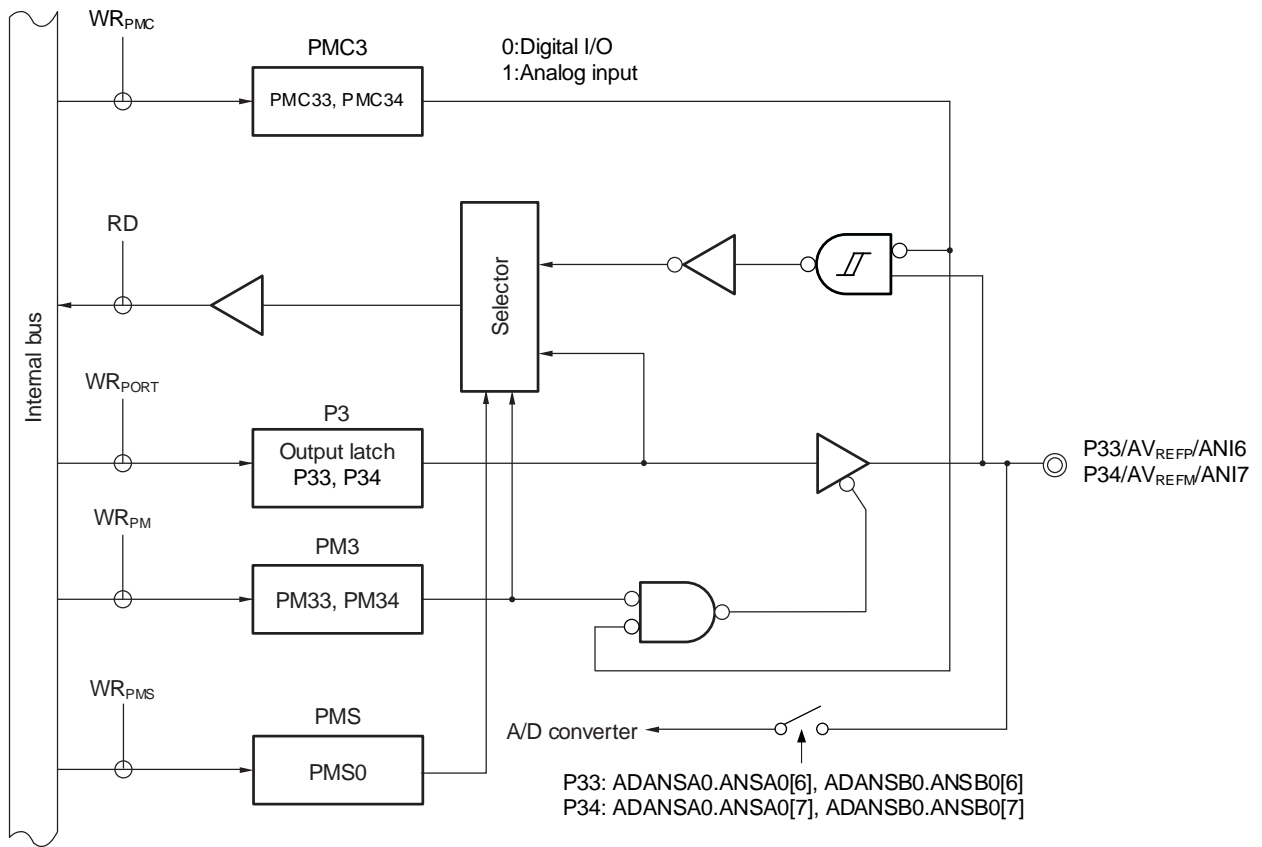 WRPMC
PMC3
0:Digital I/O
1:Analog input
PMC33, PMC34
RD
Selector
Internal bus
WRPORT
P3
Output latch
P33, P34
P33/AVREFP/ANI6
P34/AVREFM/ANI7
WRPM
PM3
PM33, PM34
WRPMS
PMS
PMS0
A/D converter
P33: ADANSA0.ANSA0[6], ADANSB0.ANSB0[6]
P34: ADANSA0.ANSA0[7], ADANSB0.ANSB0[7]